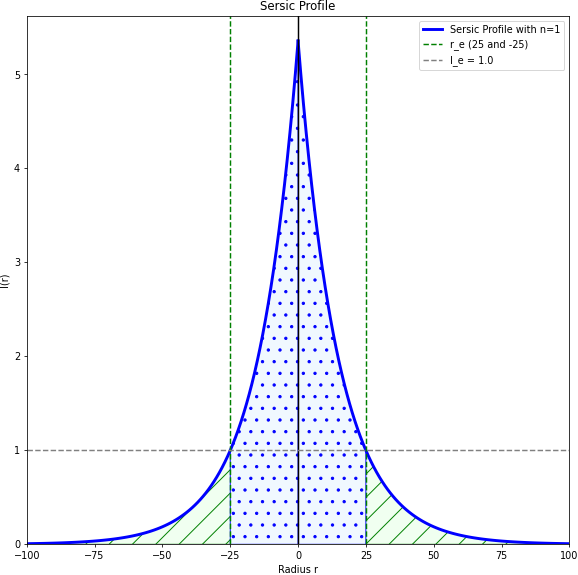 Sersic Profile
Sersic Profile with n=1
r_e (25 and -25)
I_e = 1.0
I(r)
5
4
3
2
1
0
−100
−75
−50
−25
0
25
50
75
100
Radius r